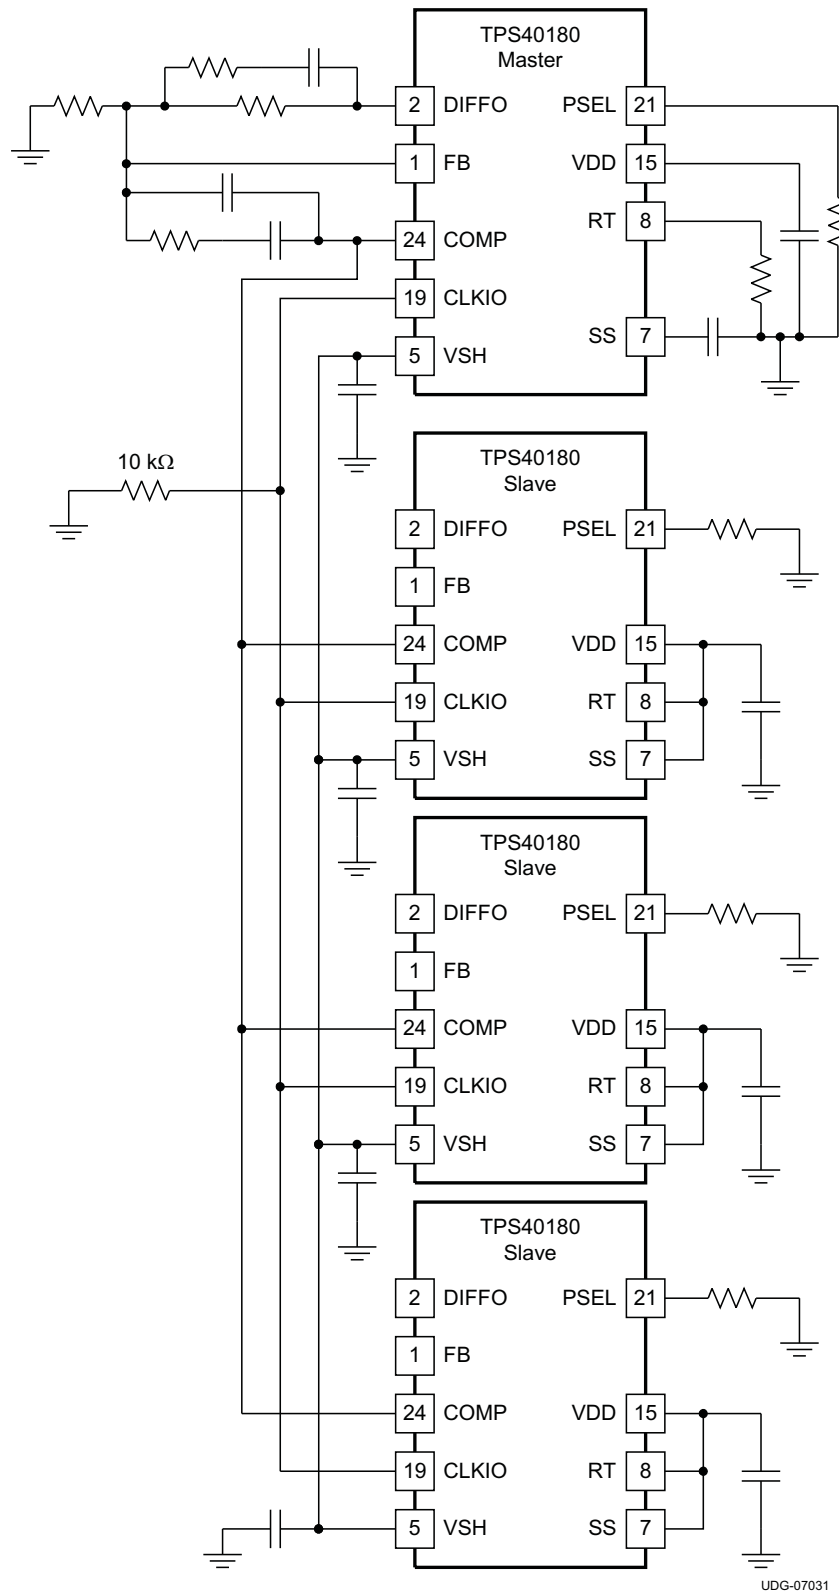 TPS40180
Master
2 DIFFO PSEL 21
1 FB VDD 15
RT 8
24 COMP
19 CLKIO
SS 7
5 VSH
10 kΩ
TPS40180
Slave
2 DIFFO PSEL 21
1 FB
24 COMP VDD 15
19 CLKIO RT 8
5 VSH SS 7
TPS40180
Slave
2 DIFFO PSEL 21
1 FB
24 COMP VDD 15
19 CLKIO RT 8
5 VSH SS 7
TPS40180
Slave
2 DIFFO PSEL 21
1 FB
24 COMP VDD 15
19 CLKIO RT 8
5 VSH SS 7
UDG-07031